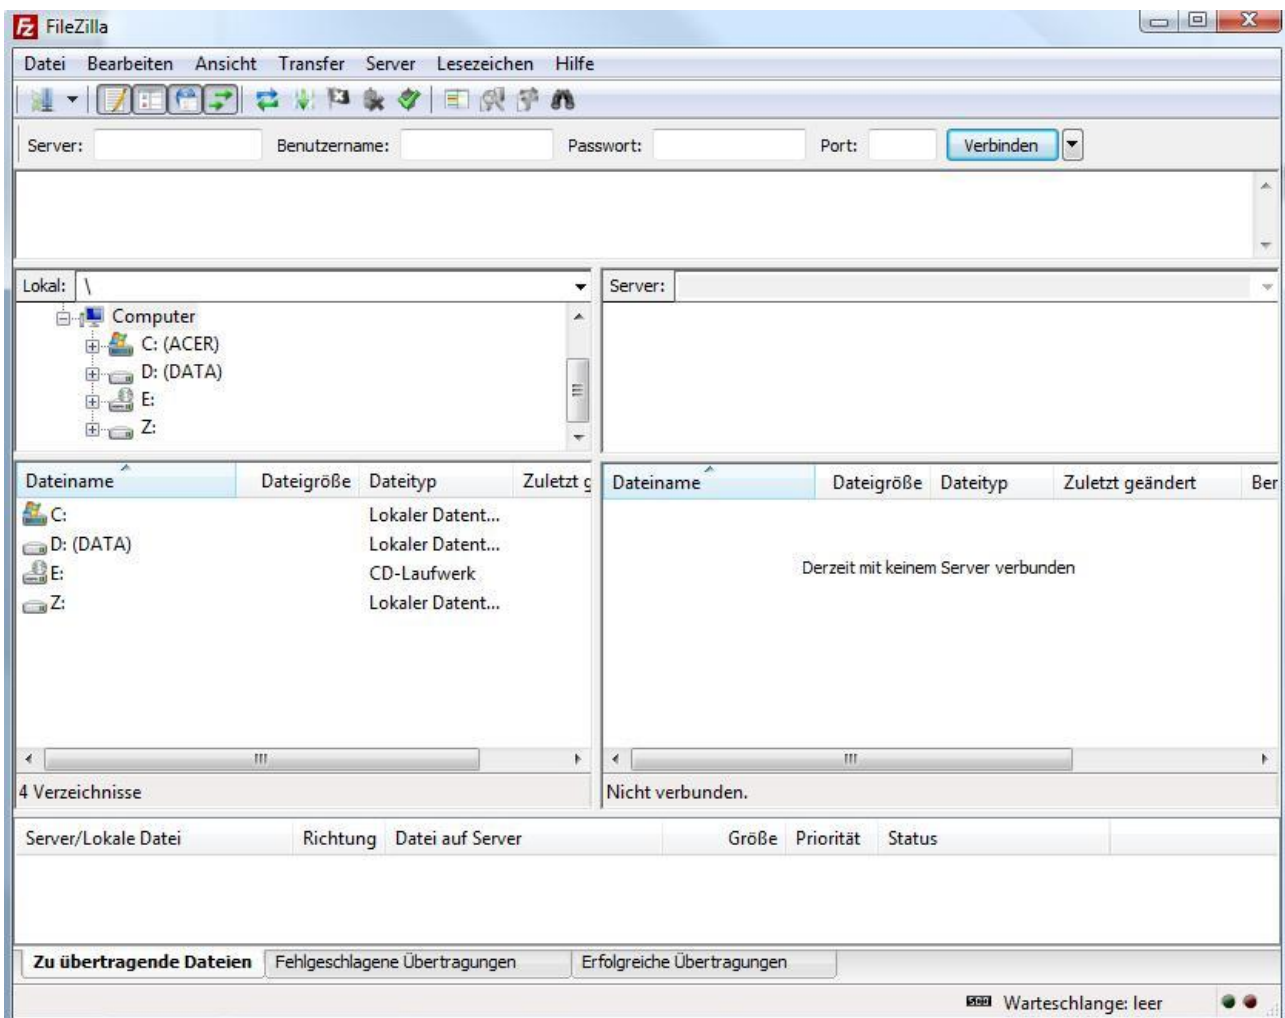 FileZilla
Datei Bearbeiten Ansicht Transfer Server Lesezeichen Hilfe
Server: Benutzername: Passwort: Port: Verbinden
Lokal: \
Computer
C: (ACER)
D: (DATA)
E:
Z:
Server:
Dateiname Dateigröße Dateityp Zuletzt g
C: Lokaler Datent...
D: (DATA) Lokaler Datent...
E: CD-Laufwerk
Z: Lokaler Datent...
4 Verzeichnisse
Dateiname Dateigröße Dateityp Zuletzt geändert Ber
Derzeit mit keinem Server verbunden
Nicht verbunden.
Server/Lokale Datei Richtung Datei auf Server Größe Priorität Status
Zu übertragende Dateien Fehlgeschlagene Übertragungen Erfolgreiche Übertragungen
Warteschlange: leer